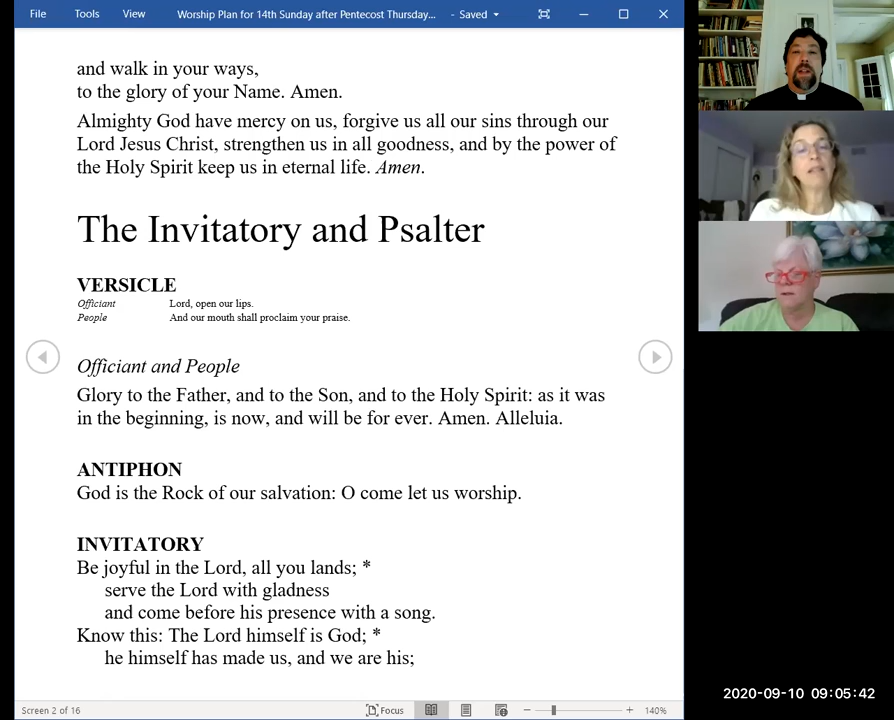 File Tools View Worship Plan for 14th Sunday after Pentecost Thursday... - Saved
and walk in your ways,
to the glory of your Name. Amen.
Almighty God have mercy on us, forgive us all our sins through our
Lord Jesus Christ, strengthen us in all goodness, and by the power of
the Holy Spirit keep us in eternal life. Amen.
The Invitatory and Psalter
VERSICLE
Officiant Lord, open our lips.
People And our mouth shall proclaim your praise.
Officiant and People
Glory to the Father, and to the Son, and to the Holy Spirit: as it was
in the beginning, is now, and will be for ever. Amen. Alleluia.
ANTIPHON
God is the Rock of our salvation: O come let us worship.
INVITATORY
Be joyful in the Lord, all you lands; *
serve the Lord with gladness
and come before his presence with a song.
Know this: The Lord himself is God; *
he himself has made us, and we are his;
2020-09-10 09:05:42
Screen 2 of 16 Focus 140%